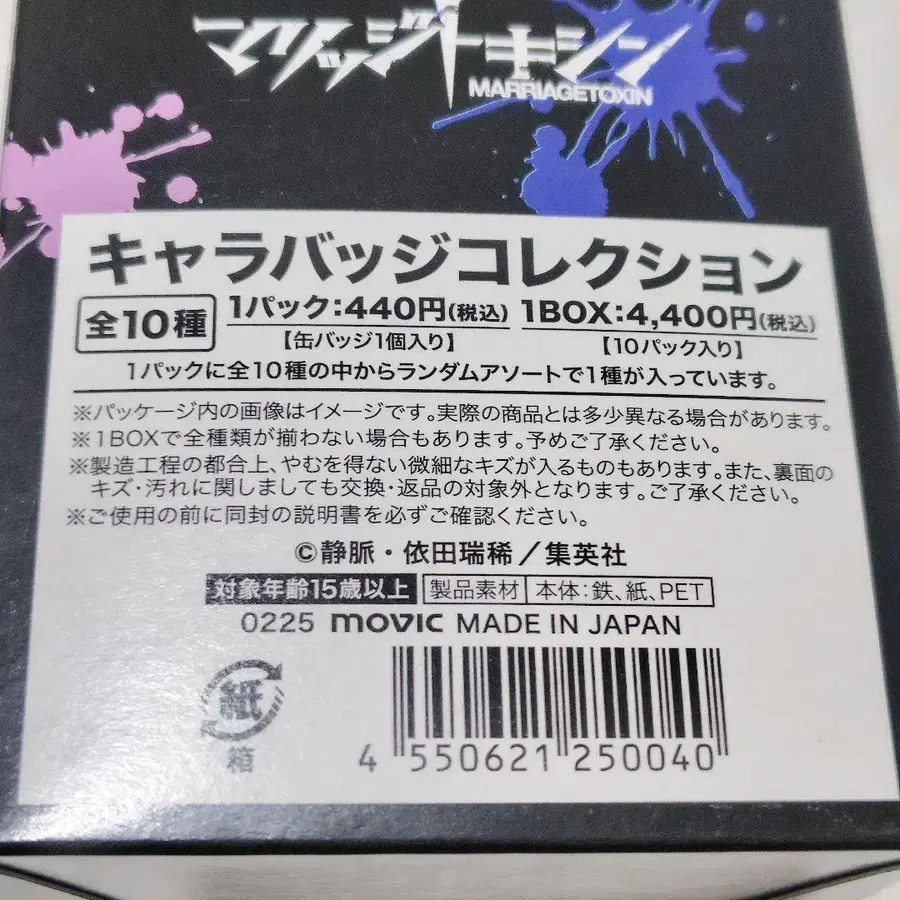 マリッジトキシン
MARRIAGETOXIN
キャラバッジコレクション
全10種 1パック:440円(税込) 1BOX:4,400円(税込)
【缶バッジ1個入り】 【10パック入り】
1パックに全10種の中からランダムアソートで1種が入っています。
※パッケージ内の画像はイメージです。実際の商品とは多少異なる場合があります。
※1BOXで全種類が揃わない場合もあります。予めご了承ください。
※製造工程の都合上、やむを得ない微細なキズが入るものもあります。また、裏面の
キズ・汚れに関しましても交換・返品の対象外となります。ご了承ください。
※ご使用の前に同封の説明書を必ずご確認ください。
©静脈・依田瑞稀/集英社
対象年齢15歳以上 製品素材 本体:鉄、紙、PET
0225 movic MADE IN JAPAN
紙
箱
4 550621 250040